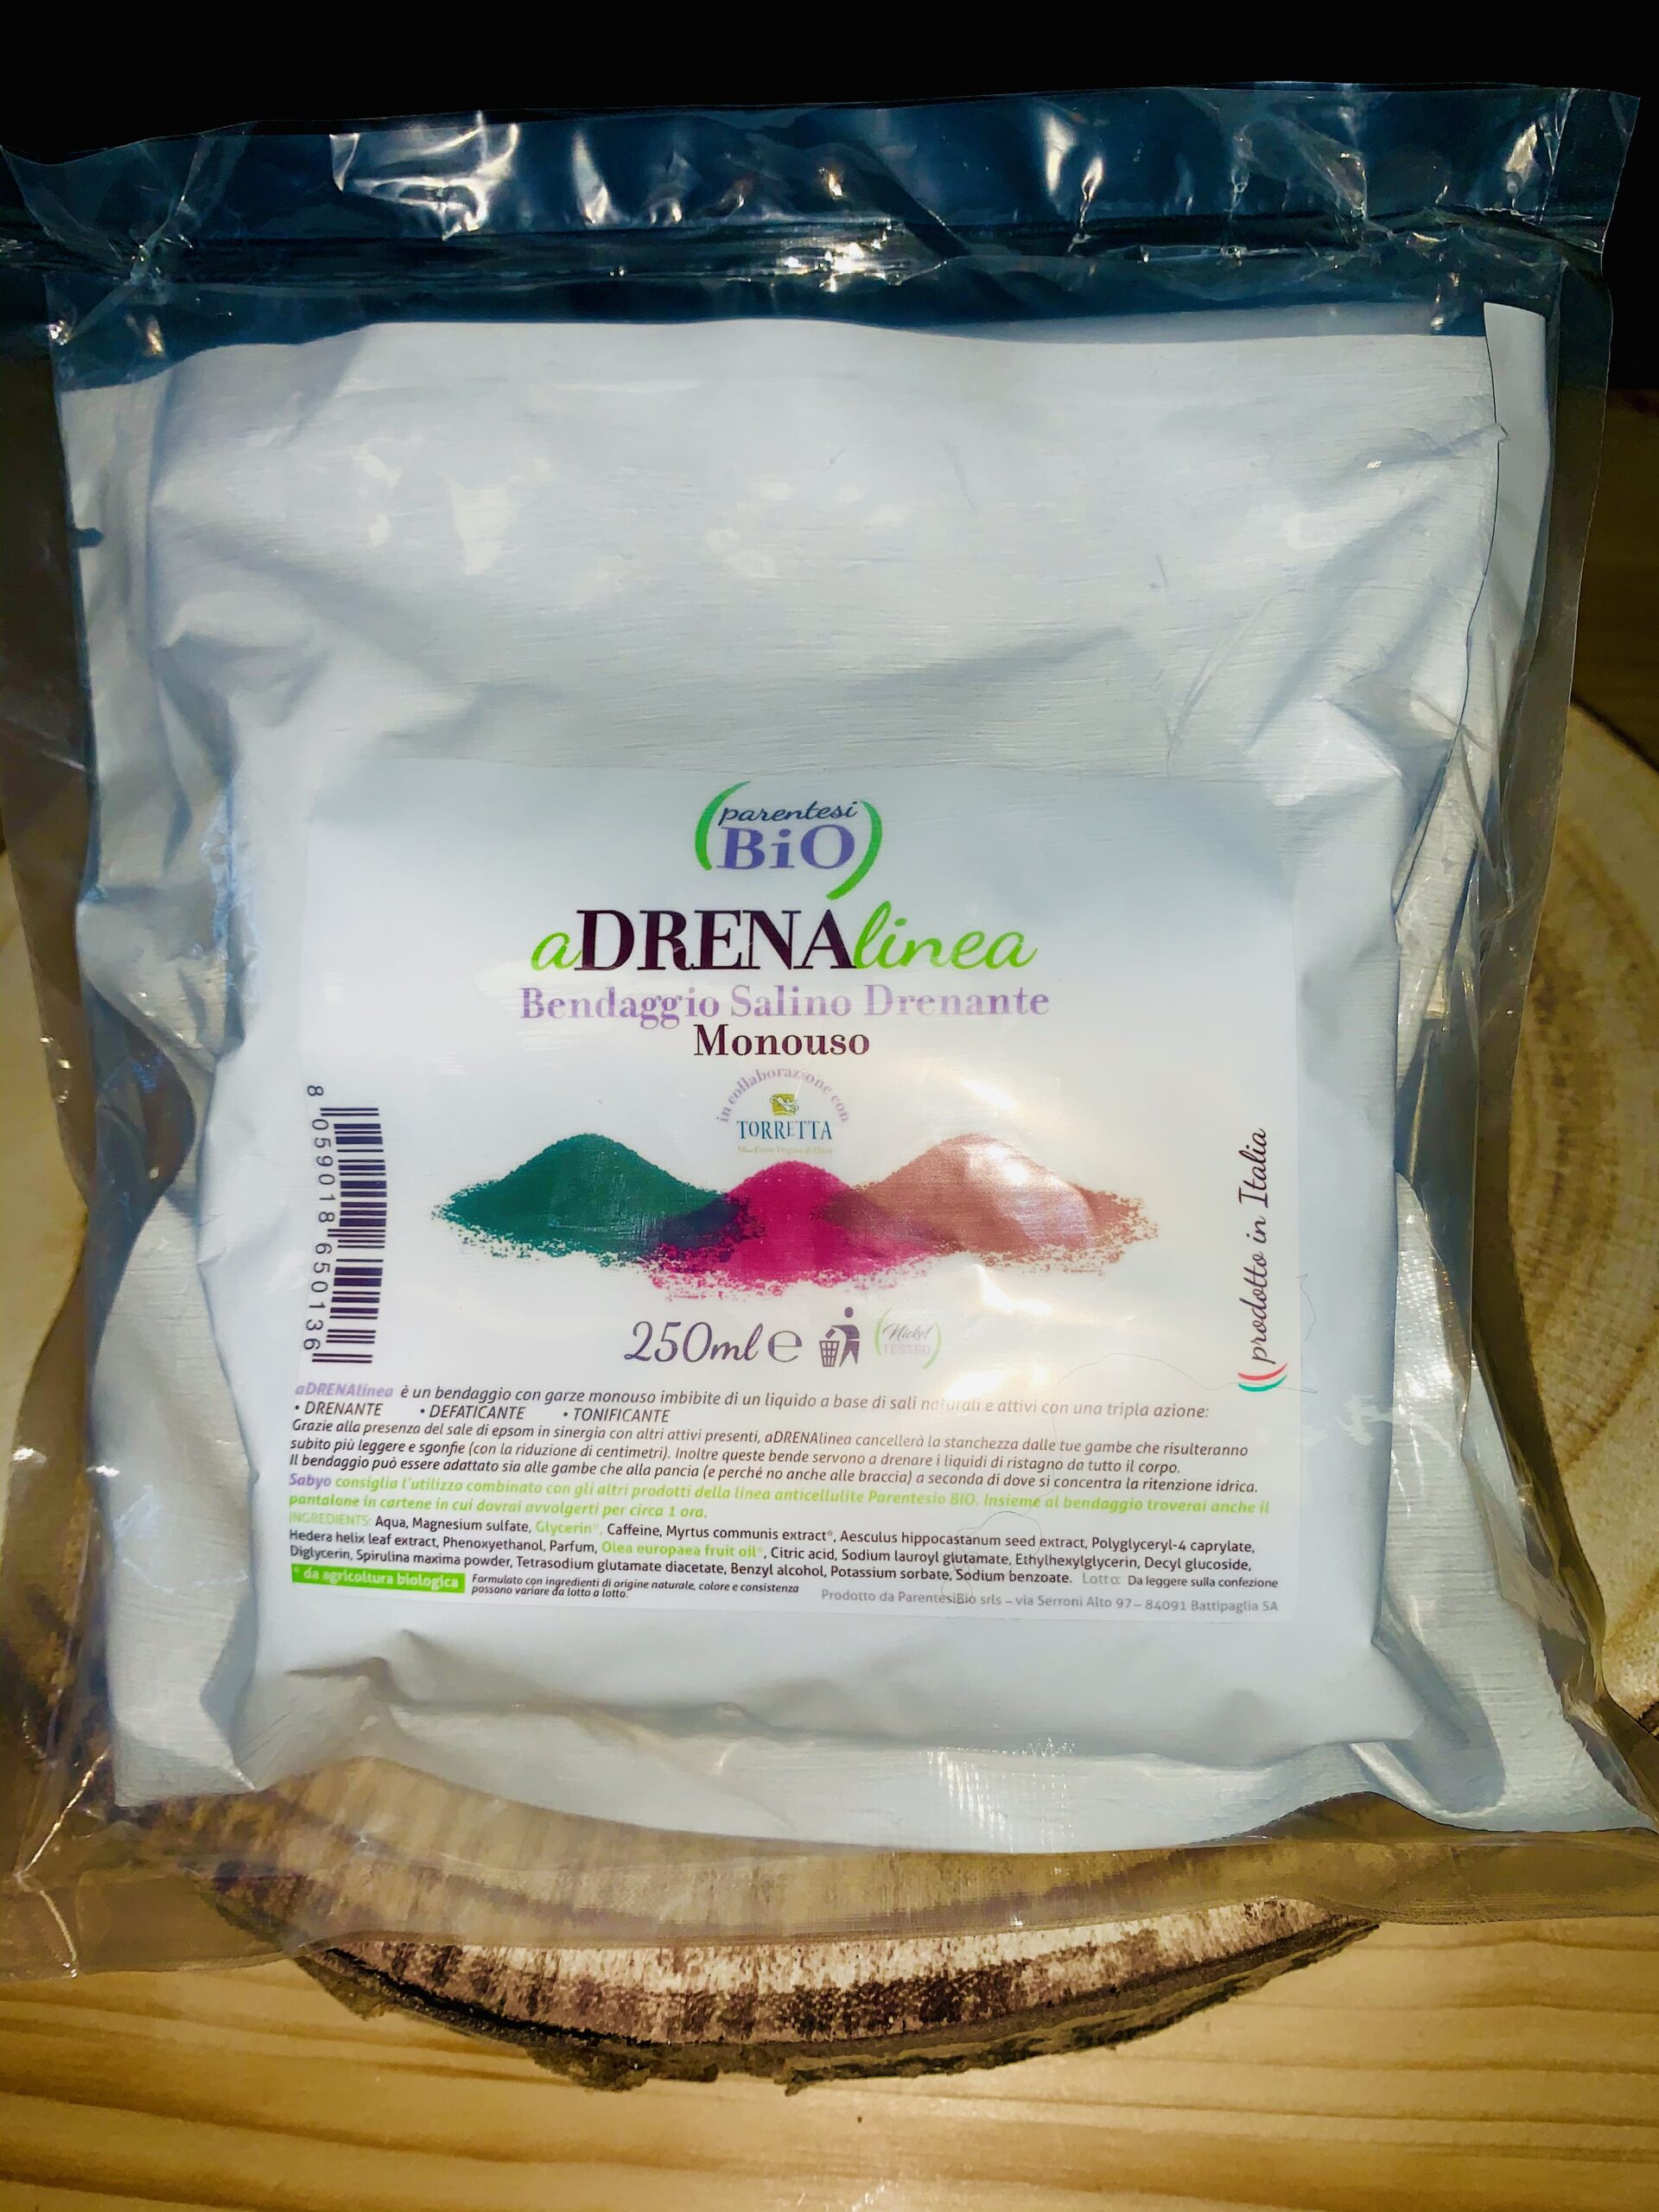 parentesi
BiO
aDRENAlinea
Bendaggio Salino Drenante
Monouso
in collaborazione con
TORRETTA
8 059018 650136
prodotto in Italia
250ml e
Nickel
TESTED
aDRENAlinea è un bendaggio con garze monouso imbibite di un liquido a base di sali naturali e attivi con una tripla azione:
• DRENANTE • DEFATICANTE • TONIFICANTE
Grazie alla presenza del sale di epsom in sinergia con altri attivi presenti, aDRENAlinea cancellerà la stanchezza dalle tue gambe che risulteranno
subito più leggere e sgonfie (con la riduzione di centimetri). Inoltre queste bende servono a drenare i liquidi di ristagno da tutto il corpo.
Il bendaggio può essere adattato sia alle gambe che alla pancia (e perché no anche alle braccia) a seconda di dove si concentra la ritenzione idrica.
Sabyo consiglia l'utilizzo combinato con gli altri prodotti della linea anticellulite Parentesio BIO. Insieme al bendaggio troverai anche il
pantalone in cartene in cui dovrai avvolgerti per circa 1 ora.
INGREDIENTS: Aqua, Magnesium sulfate, Glycerin*, Caffeine, Myrtus communis extract*, Aesculus hippocastanum seed extract, Polyglyceryl-4 caprylate,
Hedera helix leaf extract, Phenoxyethanol, Parfum, Olea europaea fruit oil*, Citric acid, Sodium lauroyl glutamate, Ethylhexylglycerin, Decyl glucoside,
Diglycerin, Spirulina maxima powder, Tetrasodium glutamate diacetate, Benzyl alcohol, Potassium sorbate, Sodium benzoate. Lotto: Da leggere sulla confezione
* da agricoltura biologica
Formulato con ingredienti di origine naturale, colore e consistenza
possono variare da lotto a lotto.
Prodotto da ParentesiBio srls – via Serroni Alto 97 – 84091 Battipaglia SA